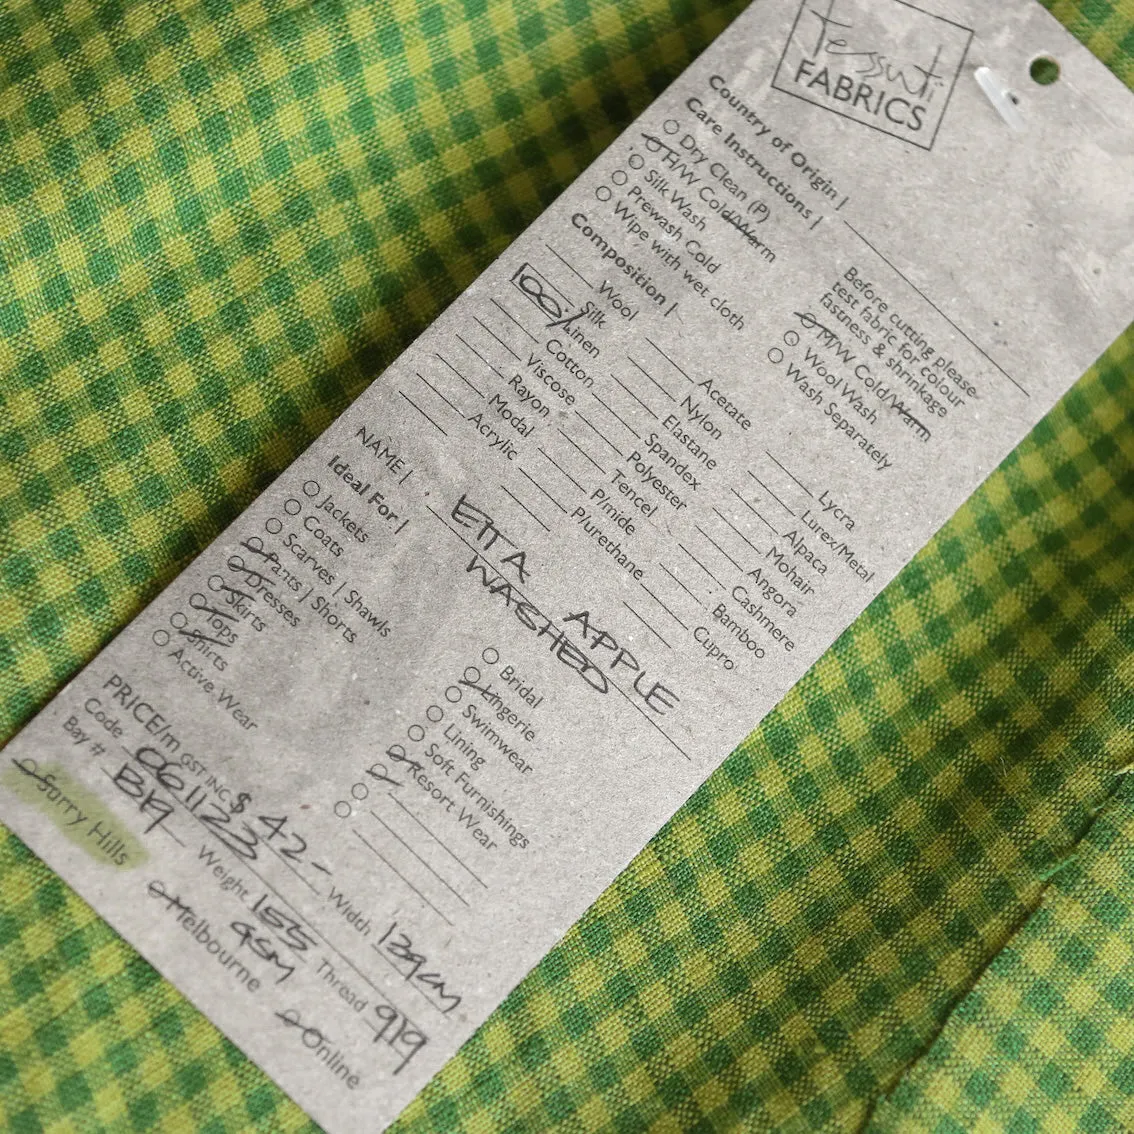 Tessuti
FABRICS
Country of Origin |
Care Instructions |
Dry Clean (P)
H/W Cold/Warm
Silk Wash
Prewash Cold
Wipe with wet cloth
Before cutting please
test fabric for colour
fastness & shrinkage
M/W Cold/Warm
Wool Wash
Wash Separately
Composition |
Wool
Silk
100% Linen
Cotton
Viscose
Rayon
Modal
Acrylic
Acetate
Nylon
Elastane
Spandex
Polyester
Tencel
P/mide
P/urethane
Lycra
Lurex/Metal
Alpaca
Mohair
Angora
Cashmere
Bamboo
Cupro
NAME | ETTA APPLE
WASHED
Ideal For |
Jackets
Coats
Scarves | Shawls
Pants | Shorts
Dresses
Skirts
Tops
Shirts
Active Wear
Bridal
Lingerie
Swimwear
Lining
Soft Furnishings
Resort Wear
PRICE/m GST INC $ 42-
Code 061123 Width 139cm
Bay # B19 Weight 155 GSM Thread 919
Surry Hills Melbourne Online